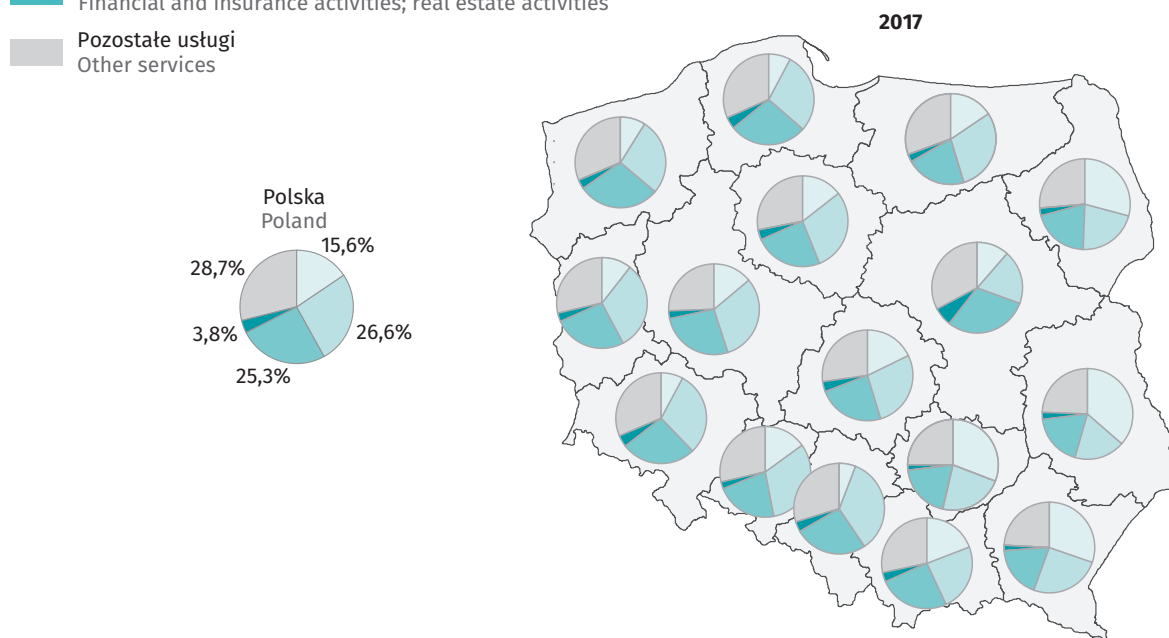 Financial and insurance activities; real estate activities
Pozostałe usługi
Other services
2017
Polska
Poland
15,6%
28,7%
3,8%
26,6%
25,3%